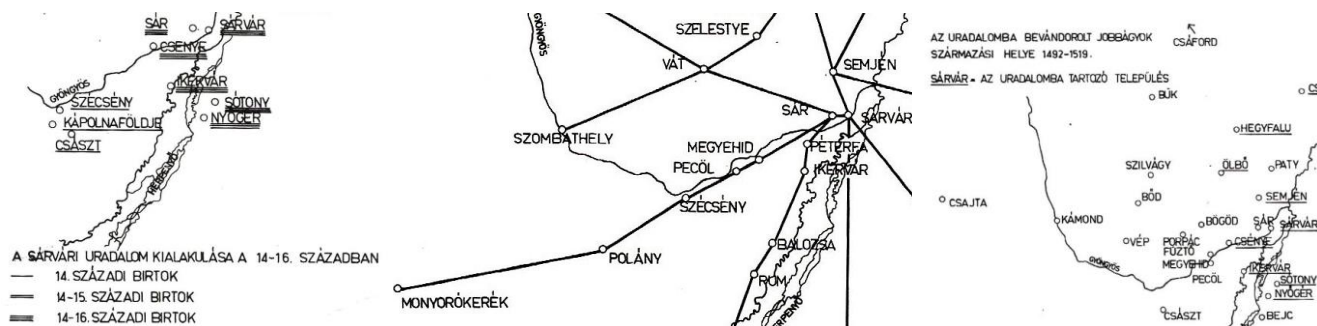 SÁR
SÁRVÁR
CSÉNYE
IKERVÁR
GYÖNGYÖS
SZÉCSÉNY
SÓTONY
KÁPOLNAFÖLDJE
NYŐGÉR
CSÁSZT
HERPENYŐ
A SÁRVÁRI URADALOM KIALAKULÁSA A 14-16. SZÁZADBAN
14. SZÁZADI BIRTOK
14-15. SZÁZADI BIRTOK
14-16. SZÁZADI BIRTOK
GYÖNGYÖS
SZELESTYE
VÁT
SEMJÉN
SÁR
SÁRVÁR
SZOMBATHELY
MEGYEHID
PÉTERFA
PECÖL
IKERVÁR
SZÉCSÉNY
BALOZSA
POLÁNY
RUM
MONYORÓKERÉK
AZ URADALOMBA BEVÁNDOROLT JOBBÁGYOK
CSÁFORD
SZÁRMAZÁSI HELYE 1492-1519.
SÁRVÁR - AZ URADALOMBA TARTOZÓ TELEPÜLÉS
BÜK
HEGYFALU
SZILVÁGY
ÖLBŐ
PATY
CSAJTA
BŐD
SEMJÉN
KÁMOND
BÖGÖD
SÁR
SÁRVÁR
VÉP
PORPÁC
CSÉNYE
FÜZTŐ
GYÖNGYÖS
MEGYEHID
PECÖL
IKERVÁR
SÓTONY
NYŐGÉR
CSÁSZT
BEJC